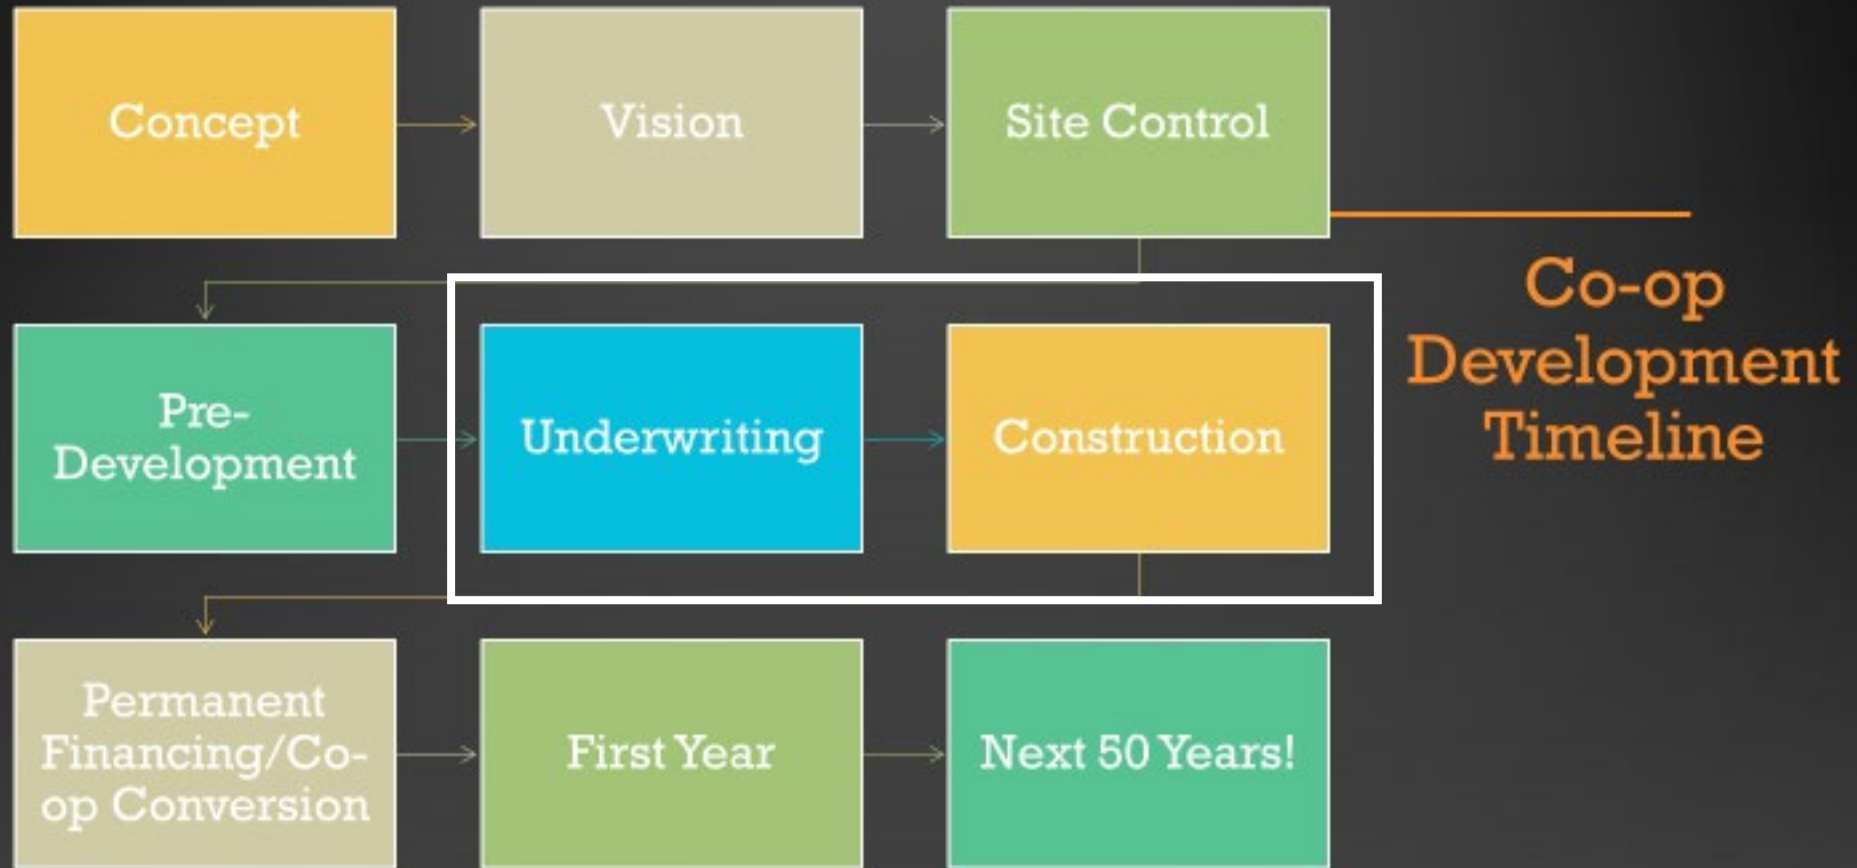 Concept
Vision
Site Control
Co-op
Development
Timeline
Pre-
Development
Underwriting
Construction
Permanent
Financing/Co-
op Conversion
First Year
Next 50 Years!